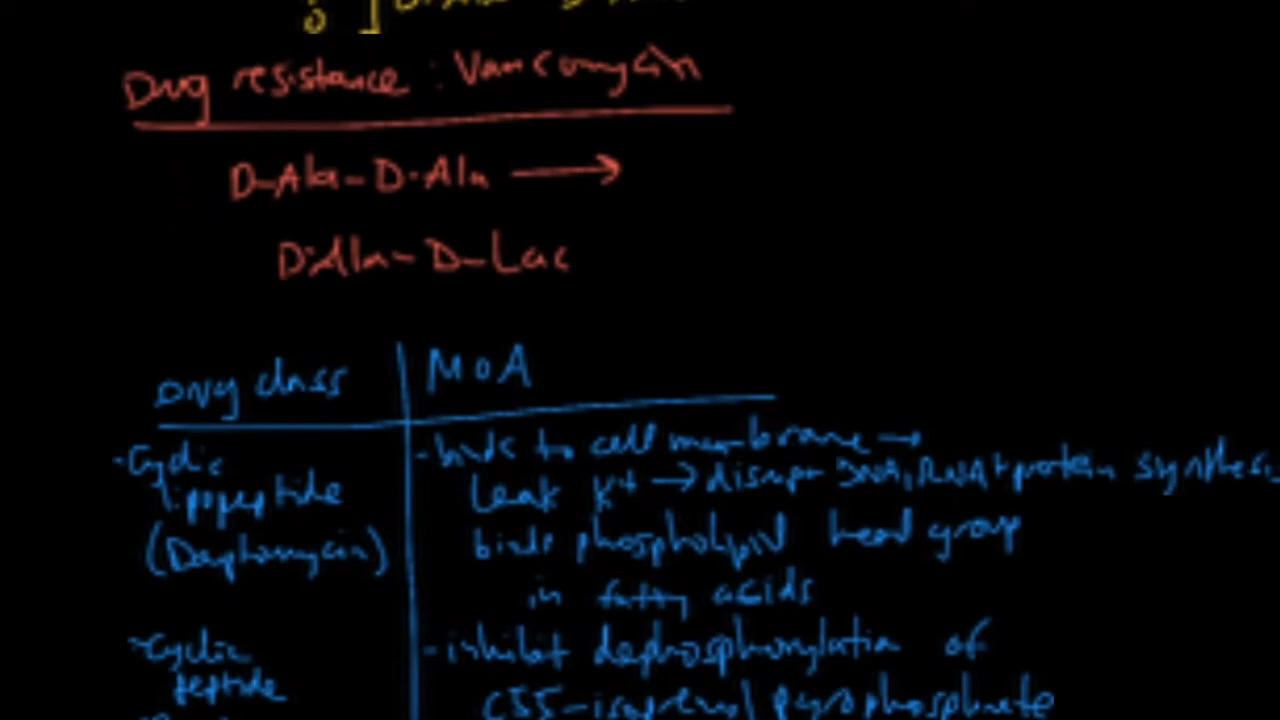 Drug resistance : Vancomycin
D-Ala-D-Ala →
D-Ala-D-Lac
Drug class | MoA
-Cyclic lipopeptide (Daptomycin)
-binds to cell membrane →
Leak K+ → disrupt DNA, RNA + protein synthesis
binds phospholipid head group
in fatty acids
-Cyclic peptide
-inhibit dephosphorylation of
C55-isoprenyl pyrophosphate